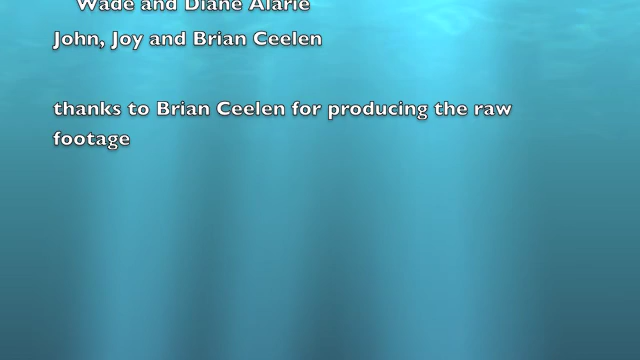 Wade and Diane Alarie
John, Joy and Brian Ceelen
thanks to Brian Ceelen for producing the raw
footage